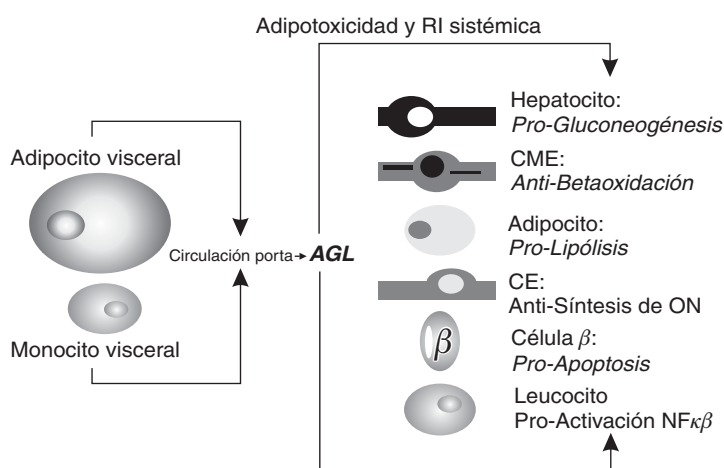 Adipotoxicidad y RI sistémica
Adipocito visceral
Monocito visceral
Circulación porta
AGL
Hepatocito:
Pro-Gluconeogénesis
CME:
Anti-Betaoxidación
Adipocito:
Pro-Lipólisis
CE:
Anti-Síntesis de ON
β
Célula β:
Pro-Apoptosis
Leucocito
Pro-Activación NFκβ